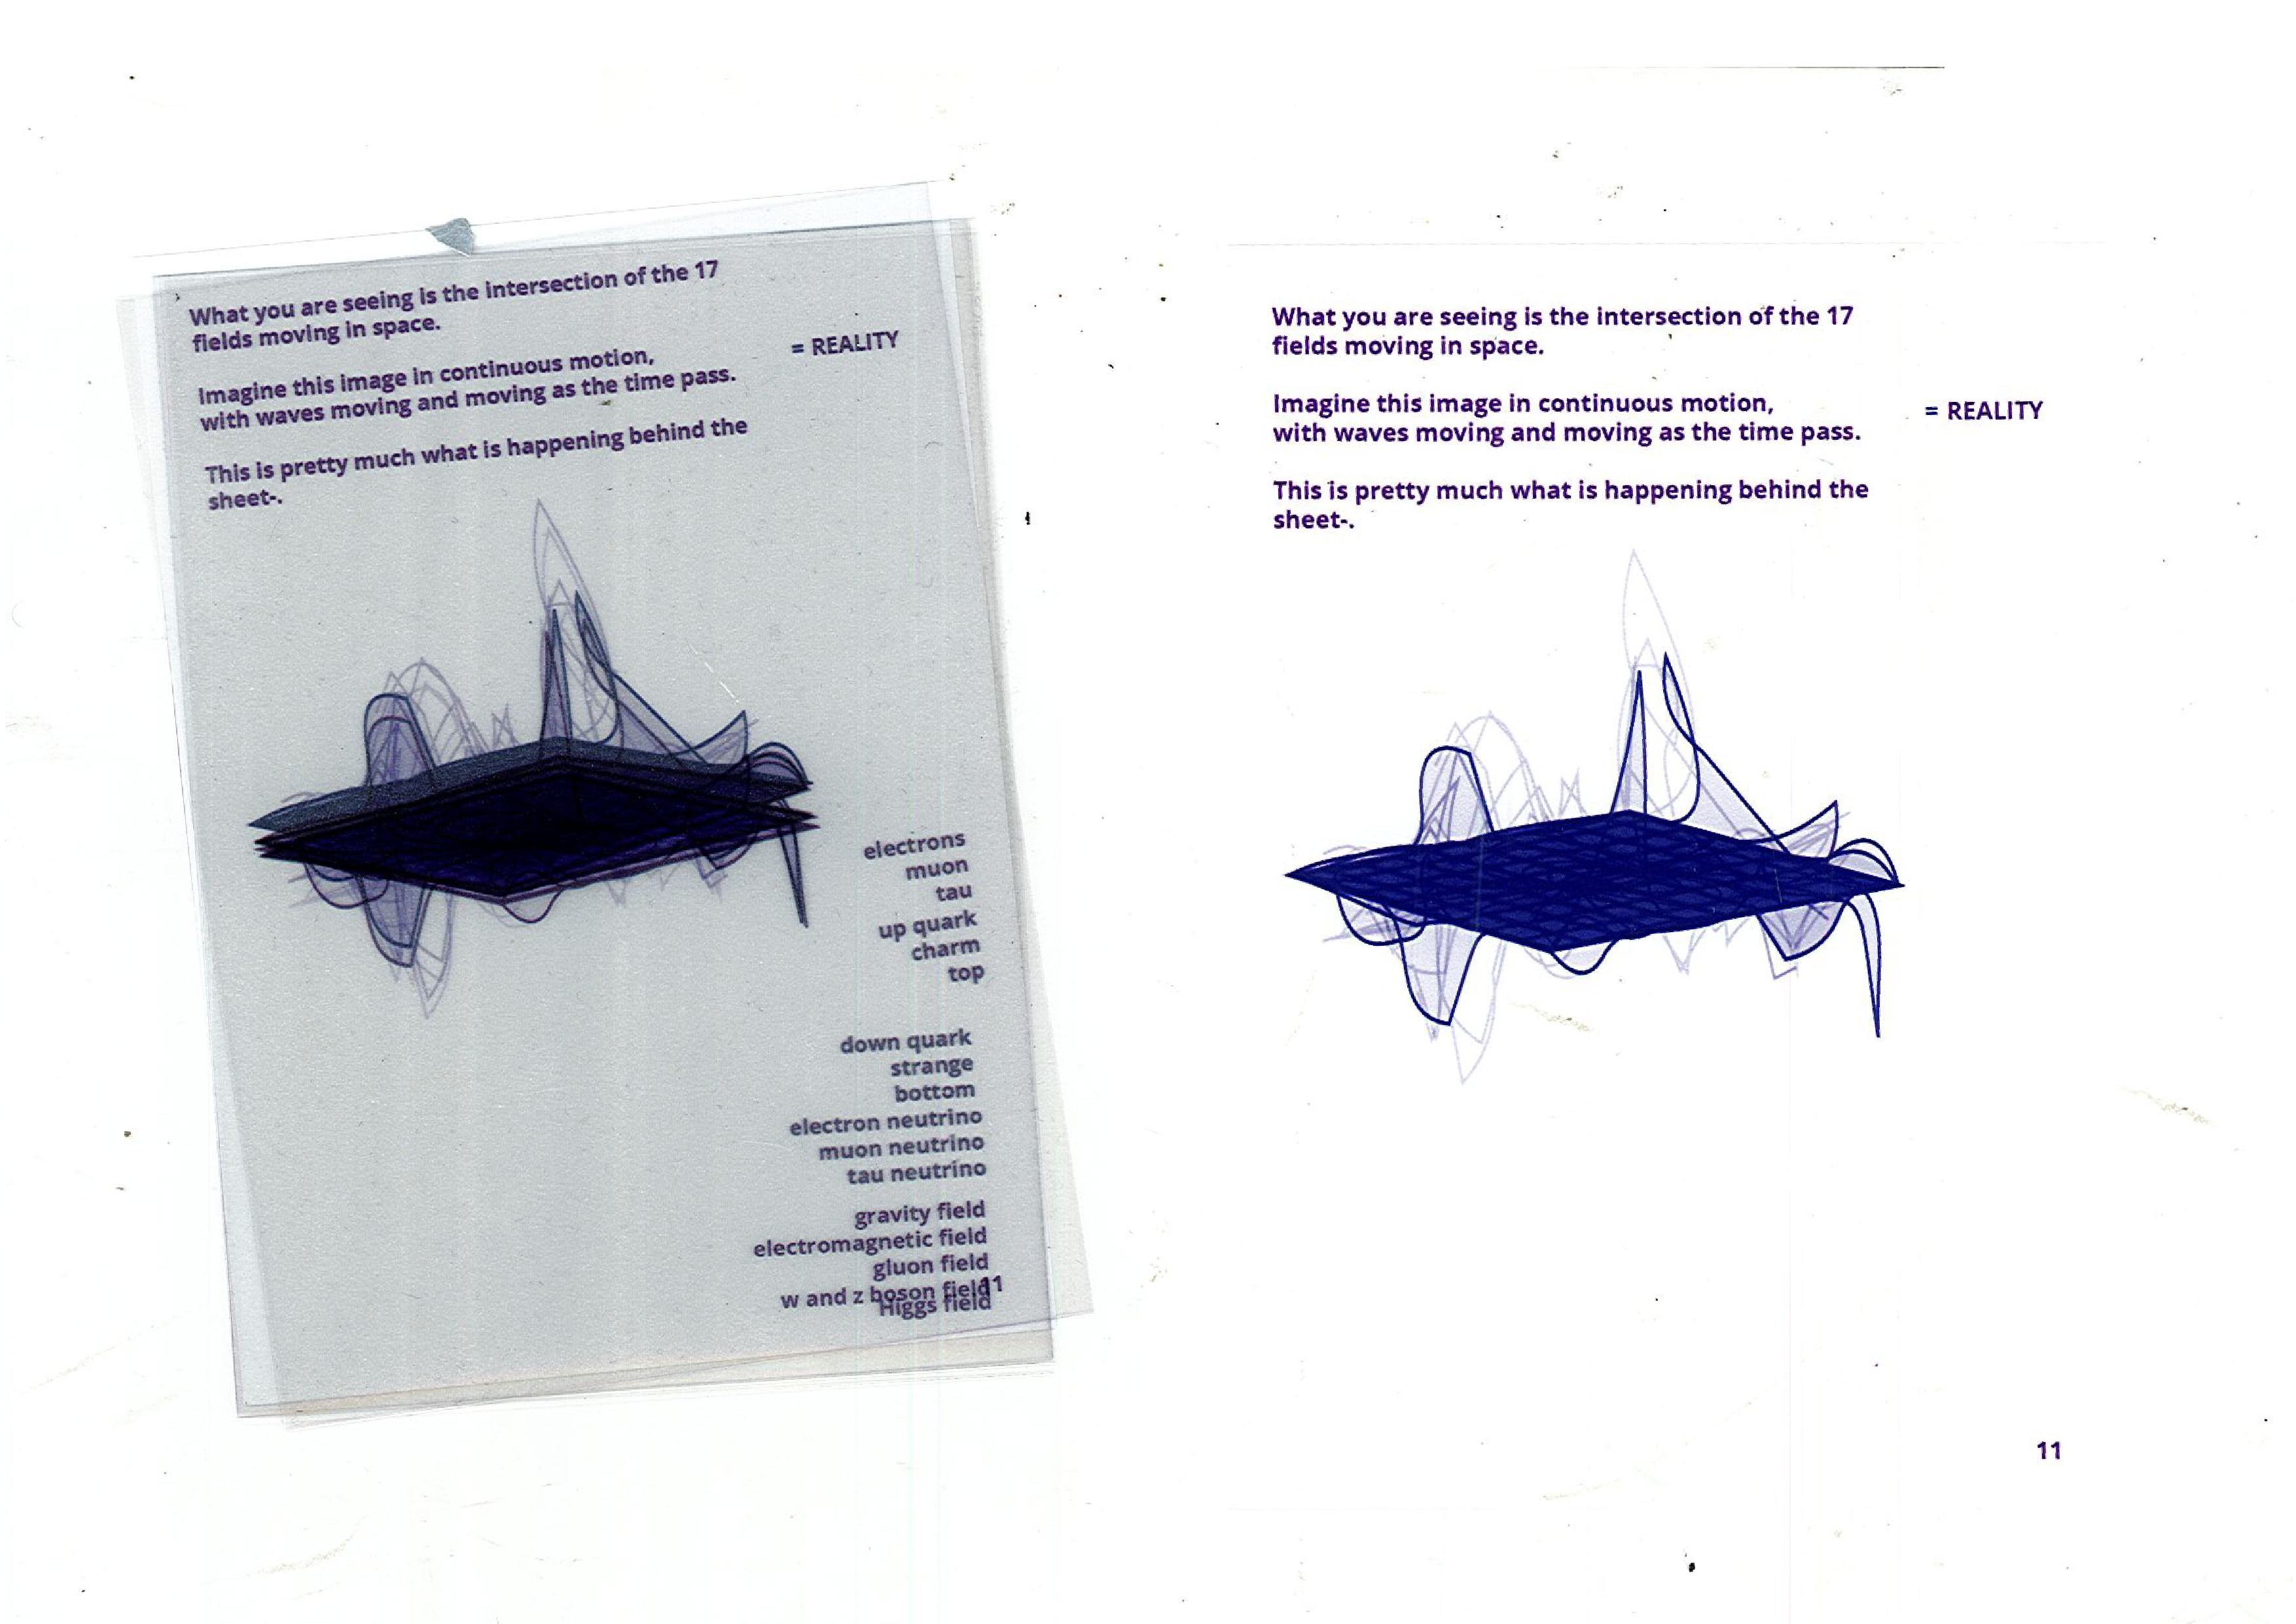 What you are seeing is the intersection of the 17
fields moving in space.
Imagine this image in continuous motion,
with waves moving and moving as the time pass.
= REALITY
This is pretty much what is happening behind the
sheet-.
electrons
muon
tau
up quark
charm
top
down quark
strange
bottom
electron neutrino
muon neutrino
tau neutrino
gravity field
electromagnetic field
gluon field
w and z boson field
11
Higgs field
What you are seeing is the intersection of the 17
fields moving in space.
Imagine this image in continuous motion,
with waves moving and moving as the time pass.
= REALITY
This is pretty much what is happening behind the
sheet-.
11